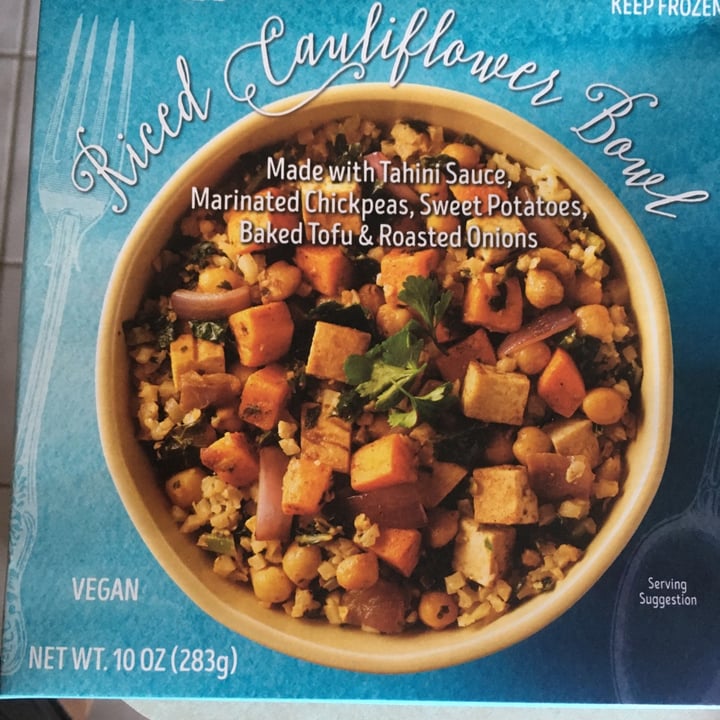 KEEP FROZEN
Riced Cauliflower Bowl
Made with Tahini Sauce,
Marinated Chickpeas, Sweet Potatoes,
Baked Tofu & Roasted Onions
VEGAN
Serving
Suggestion
NET WT. 10 OZ (283g)